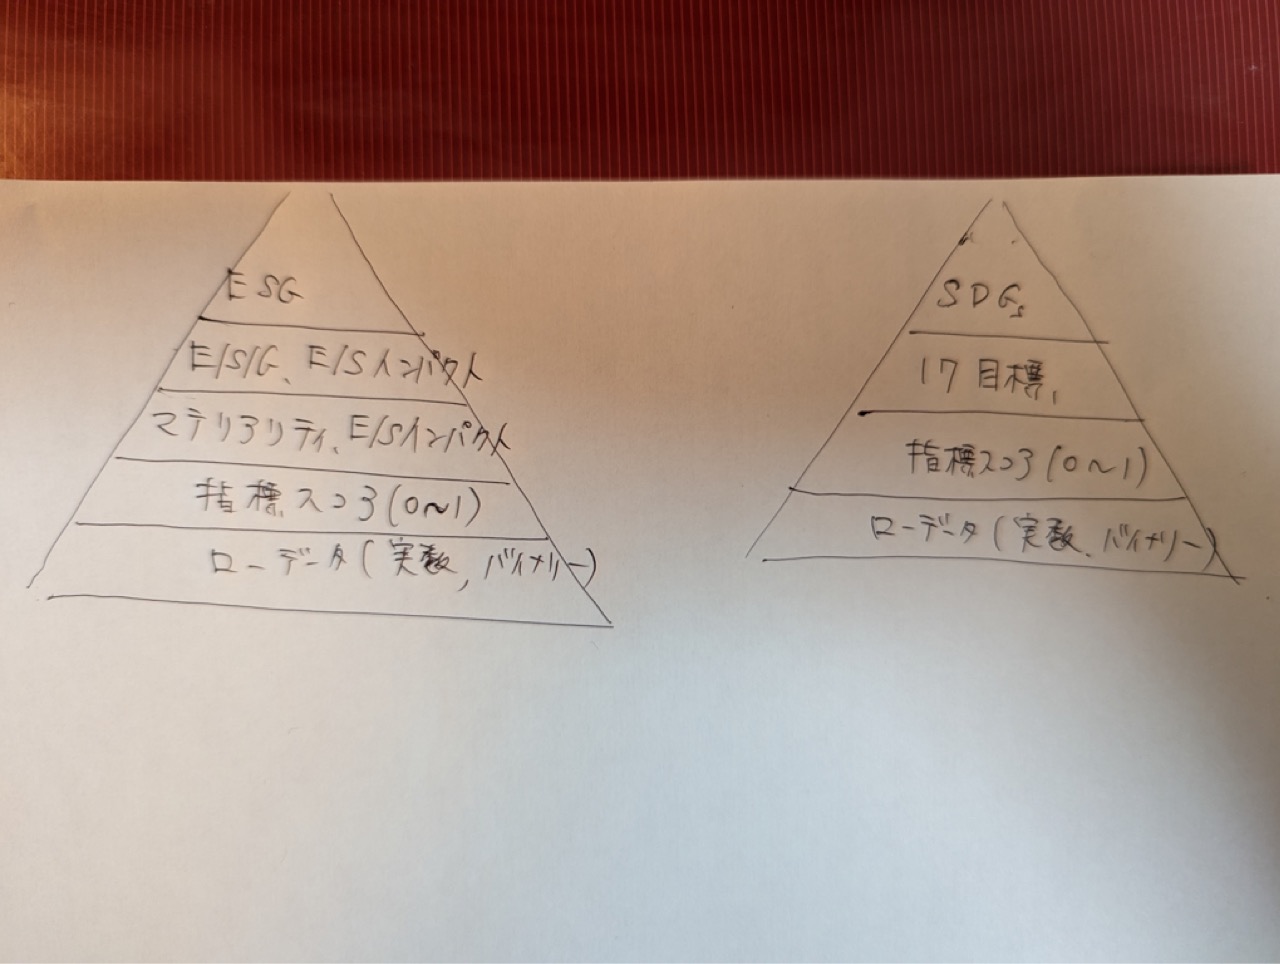 ESG
E/S/G、E/Sインパクト
マテリアリティ、E/Sインパクト
指標スコア(0~1)
ローデータ(実数,バイナリー)
SDGs
17目標,
指標スコア(0~1)
ローデータ(実数、バイナリー)